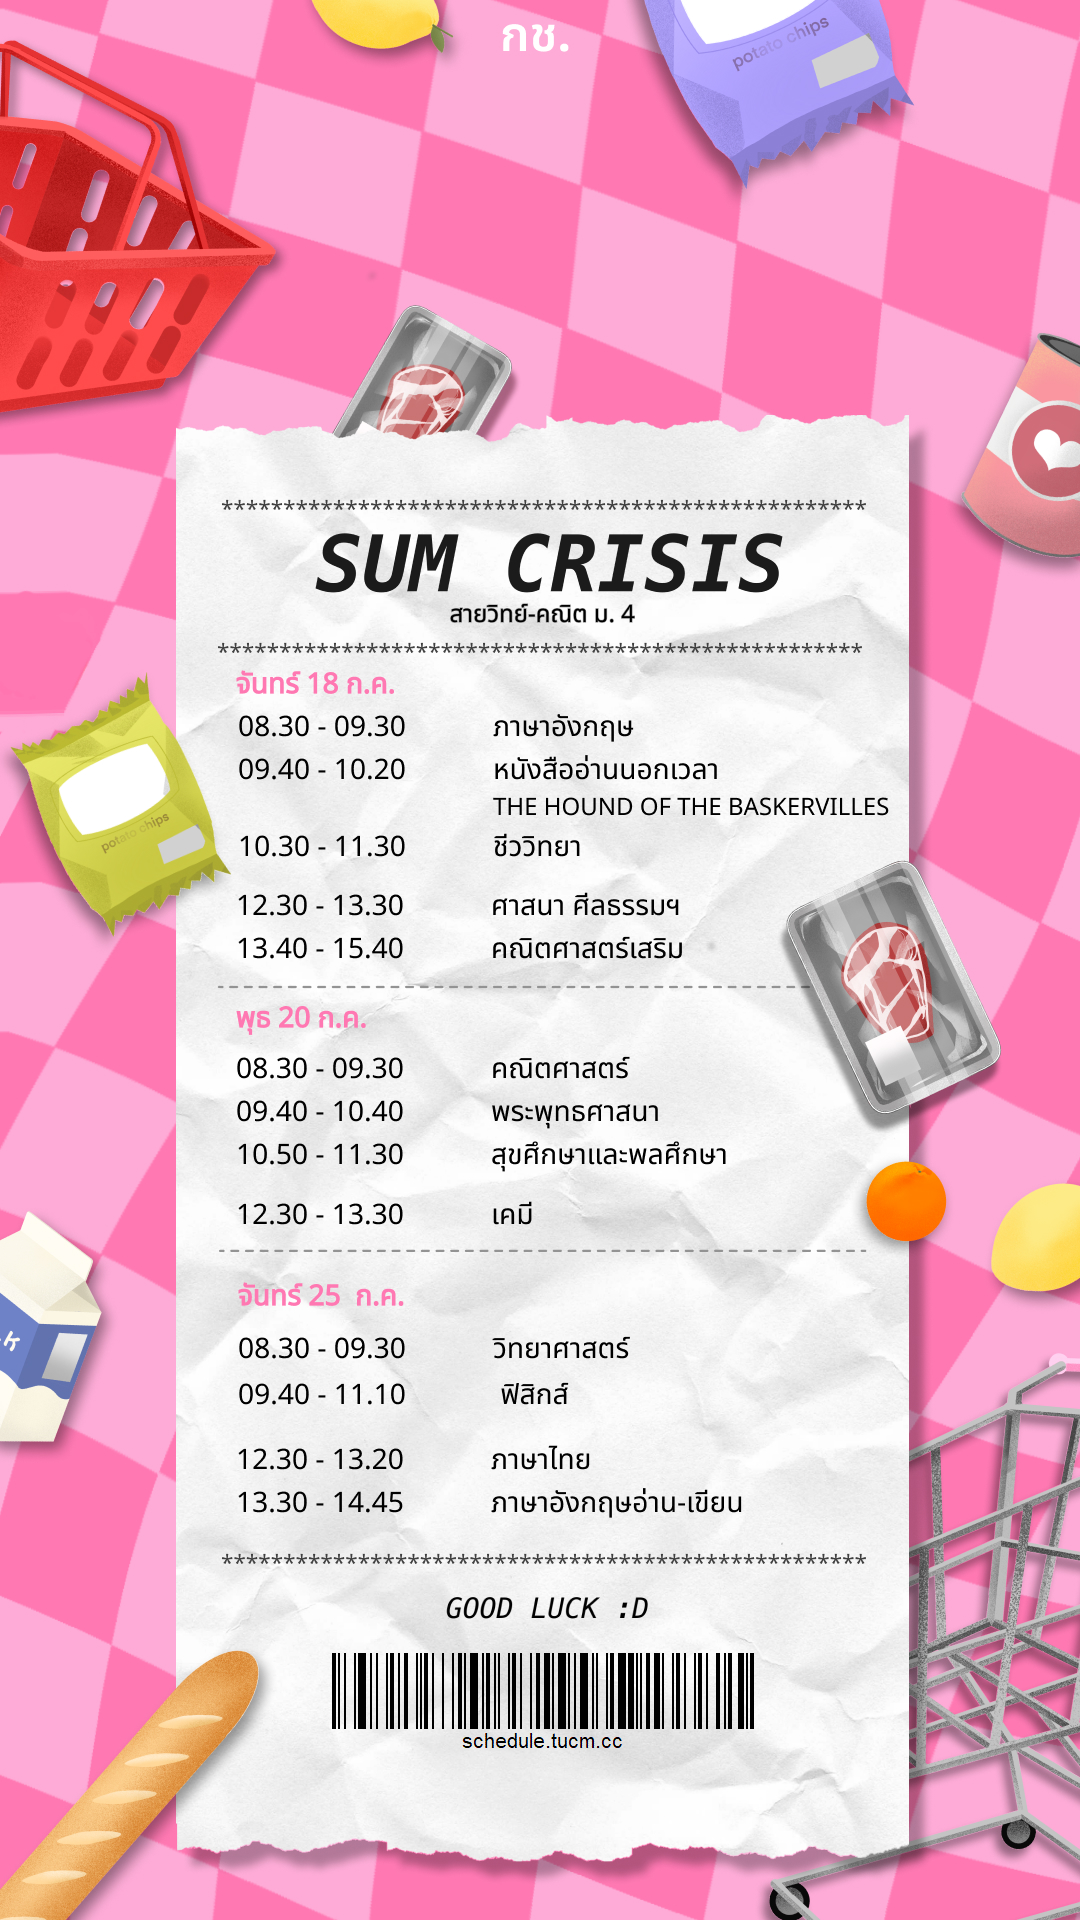 กช.
potato chips
**************************************************
SUM CRISIS
สายวิทย์-คณิต ม. 4
**************************************************
จันทร์ 18 ก.ค.
08.30 - 09.30 ภาษาอังกฤษ
09.40 - 10.20 หนังสืออ่านนอกเวลา
THE HOUND OF THE BASKERVILLES
10.30 - 11.30 ชีววิทยา
12.30 - 13.30 ศาสนา ศีลธรรมฯ
13.40 - 15.40 คณิตศาสตร์เสริม
potato chips
พุธ 20 ก.ค.
08.30 - 09.30 คณิตศาสตร์
09.40 - 10.40 พระพุทธศาสนา
10.50 - 11.30 สุขศึกษาและพลศึกษา
12.30 - 13.30 เคมี
จันทร์ 25 ก.ค.
08.30 - 09.30 วิทยาศาสตร์
09.40 - 11.10 ฟิสิกส์
12.30 - 13.20 ภาษาไทย
13.30 - 14.45 ภาษาอังกฤษอ่าน-เขียน
**************************************************
GOOD LUCK :D
schedule.tucm.cc